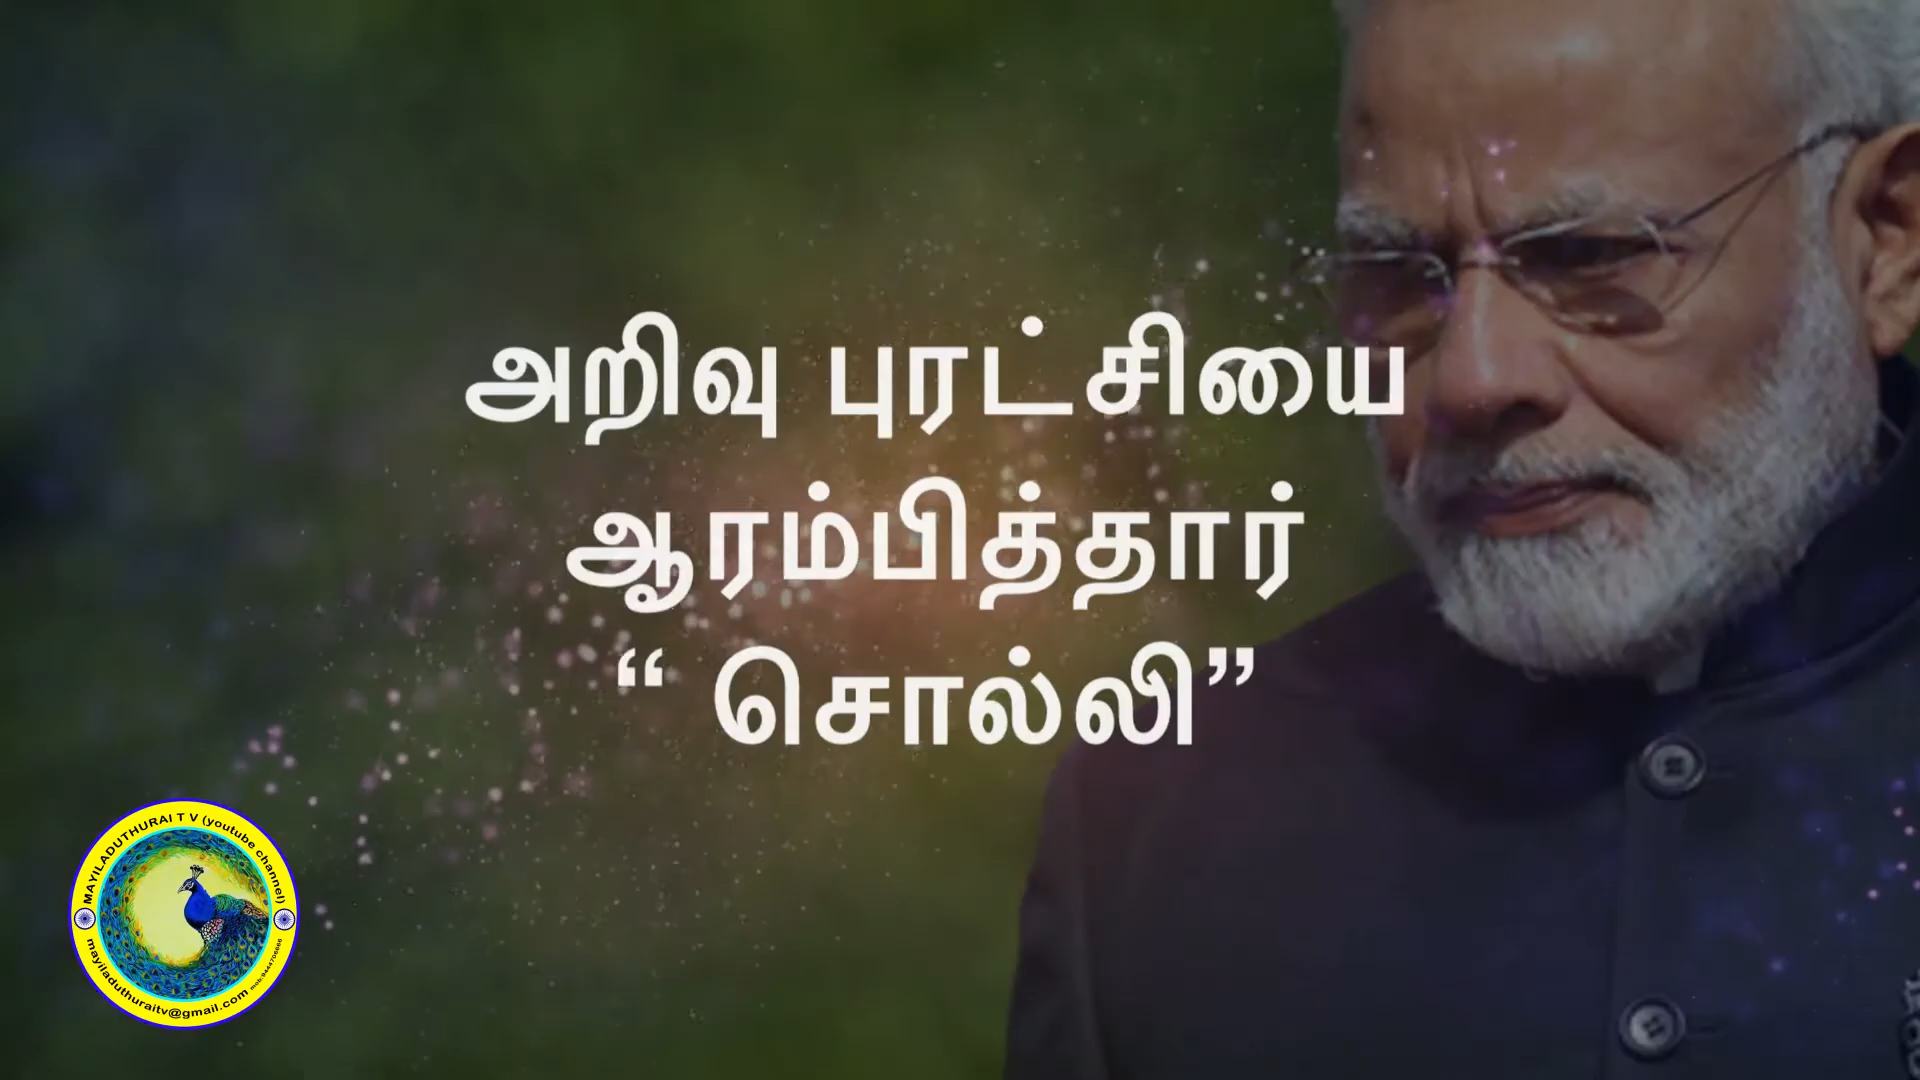 அறிவு புரட்சியை
ஆரம்பித்தார்
“ சொல்லி”
MAYILADUTHURAI T V (youtube channel)
mayiladuthuraitv@gmail.com